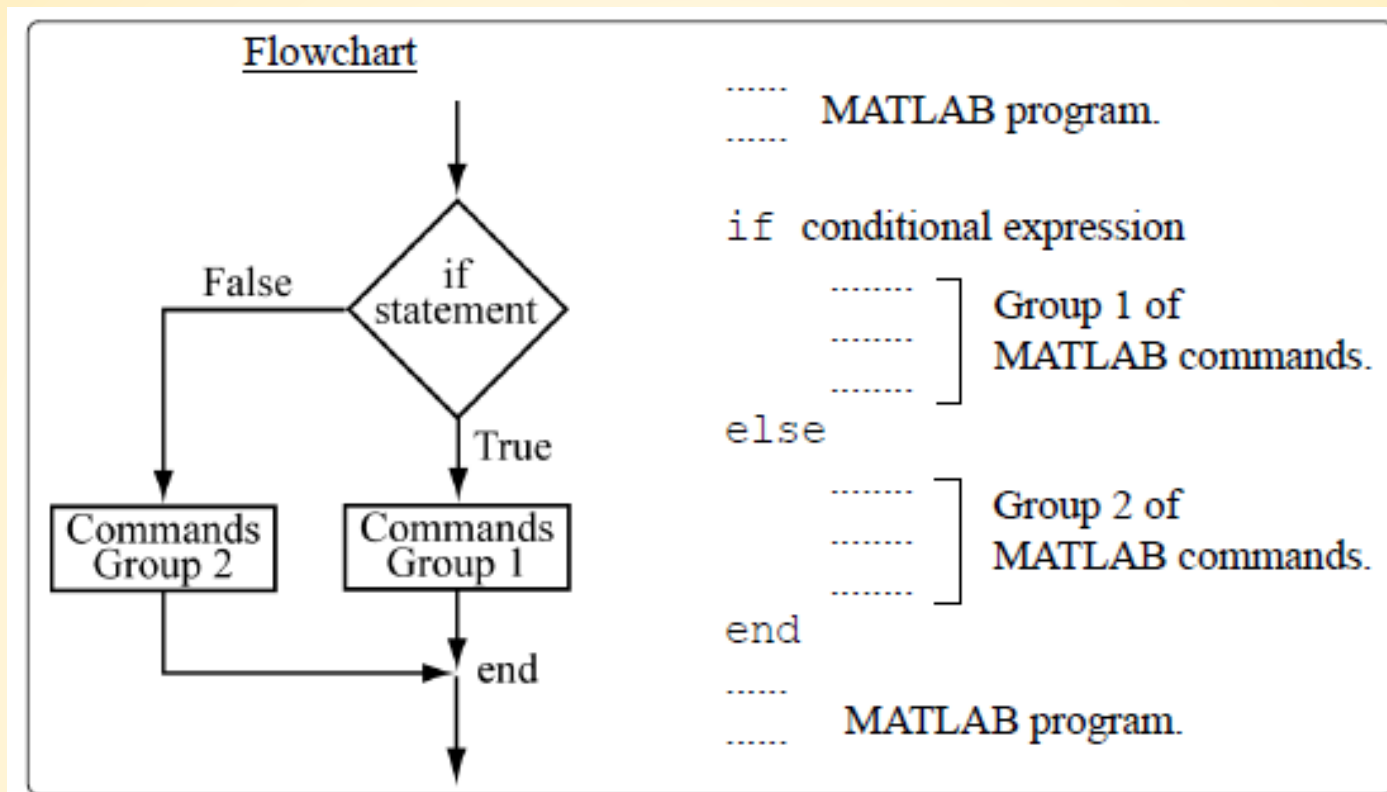 Flowchart
if
statement
False
True
Commands
Group 2
Commands
Group 1
end
MATLAB program.
if conditional expression
Group 1 of
MATLAB commands.
else
Group 2 of
MATLAB commands.
end
MATLAB program.